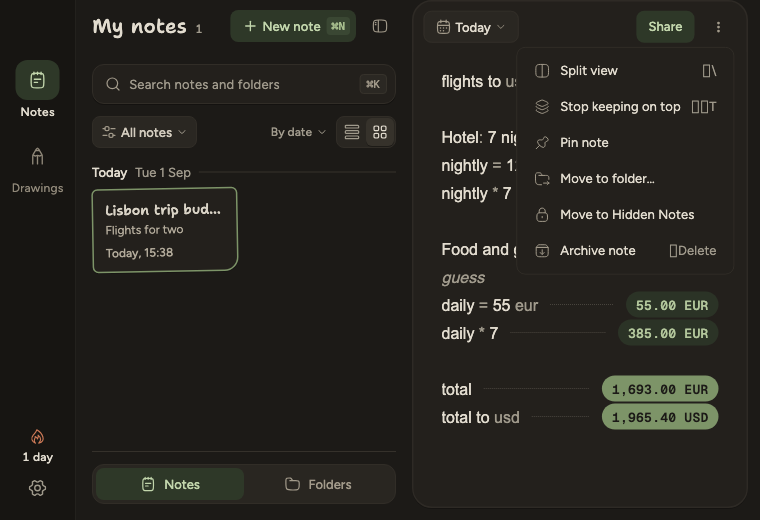 Notes
Drawings
1 day
My notes 1
New note ⌘N
Search notes and folders ⌘K
All notes
By date
Today Tue 1 Sep
Lisbon trip bud...
Flights for two
Today, 15:38
Notes
Folders
Today
Share
flights to
Hotel: 7
nightly =
nightly * 7
Food and
guess
daily = 55 eur 55.00 EUR
daily * 7 385.00 EUR
total 1,693.00 EUR
total to usd 1,965.40 USD
Split view \
Stop keeping on top T
Pin note
Move to folder...
Move to Hidden Notes
Archive note Delete